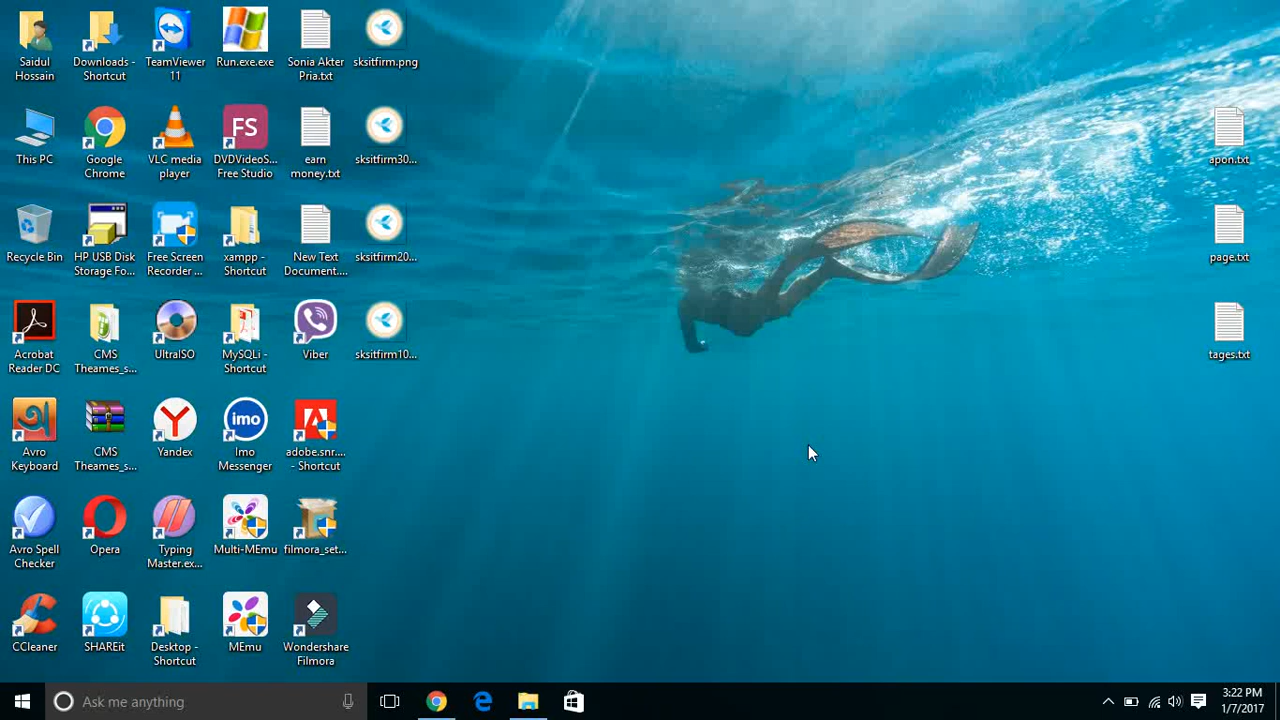 Saidul
Hossain
Downloads -
Shortcut
TeamViewer
11
Run.exe.exe
Sonia Akter
Pria.txt
sksitfirm.png
This PC
Google
Chrome
VLC media
player
FS
DVDVideoS...
Free Studio
earn
money.txt
sksitfirm30...
apon.txt
Recycle Bin
HP USB Disk
Storage Fo...
Free Screen
Recorder ...
xampp -
Shortcut
New Text
Document....
sksitfirm20...
page.txt
Acrobat
Reader DC
CMS
Theames_s...
UltraISO
MySQLi -
Shortcut
Viber
sksitfirm10...
tages.txt
অ
Avro
Keyboard
CMS
Theames_s...
Yandex
imo
Imo
Messenger
adobe.snr....
- Shortcut
Avro Spell
Checker
Opera
Typing
Master.ex...
Multi-MEmu
filmora_set...
CCleaner
SHAREit
Desktop -
Shortcut
MEmu
Wondershare
Filmora
Ask me anything
3:22 PM
1/7/2017